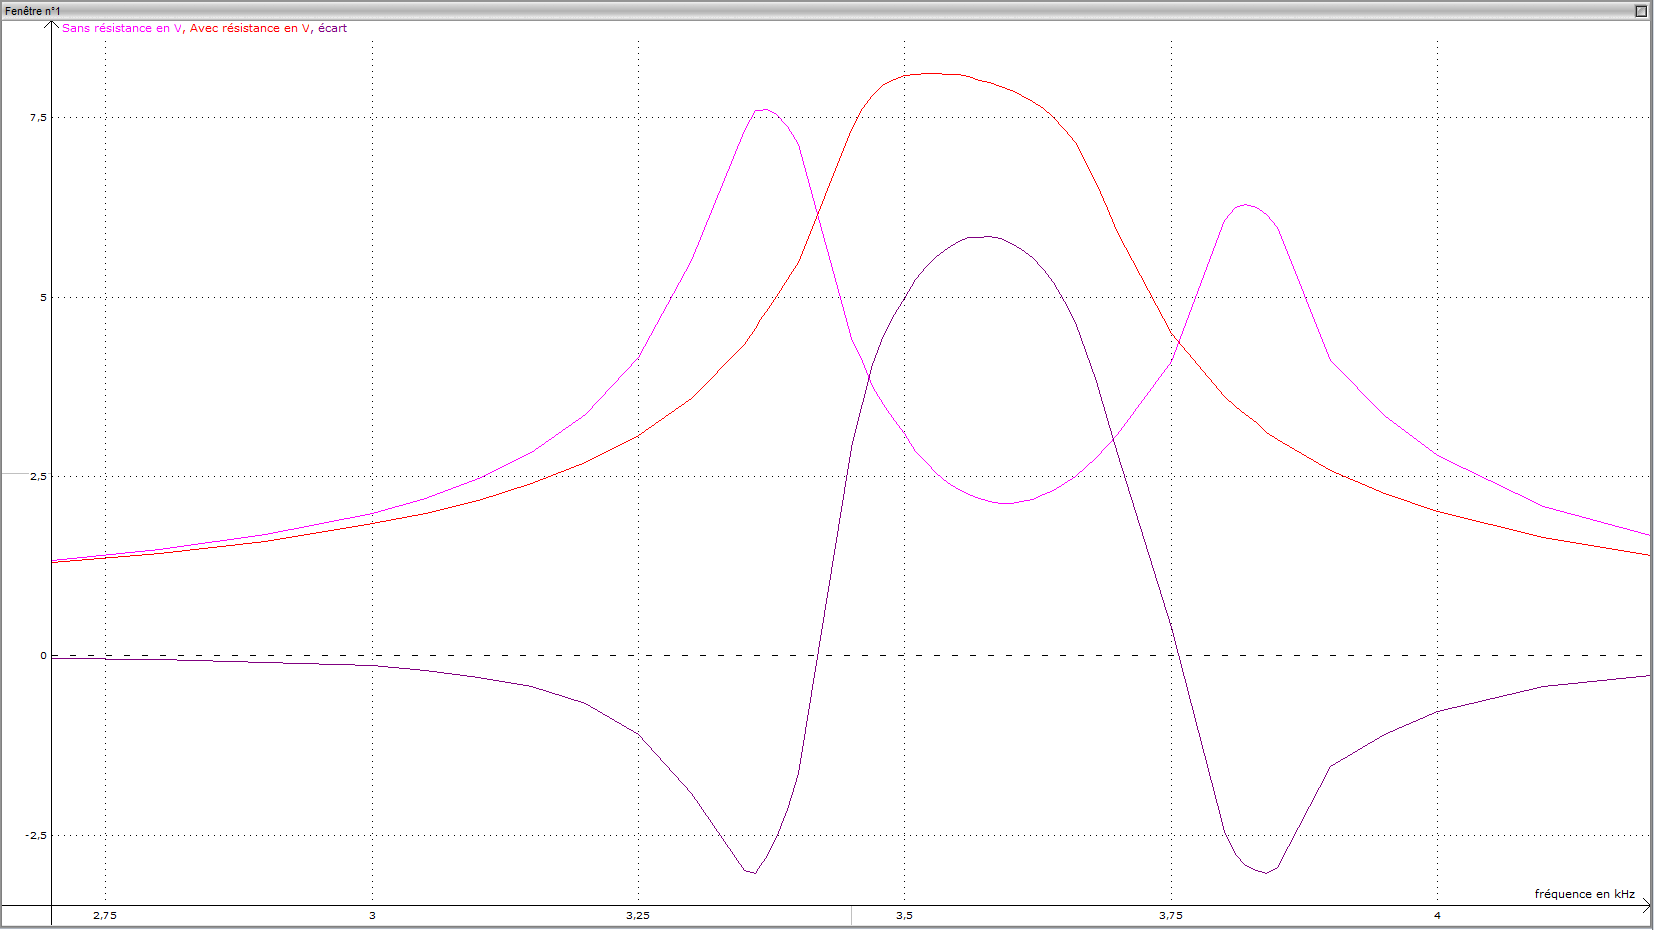 Fenêtre n°1
Sans résistance en V, Avec résistance en V, écart
7,5
5
2,5
0
-2,5
fréquence en kHz
2,75 3 3,25 3,5 3,75 4